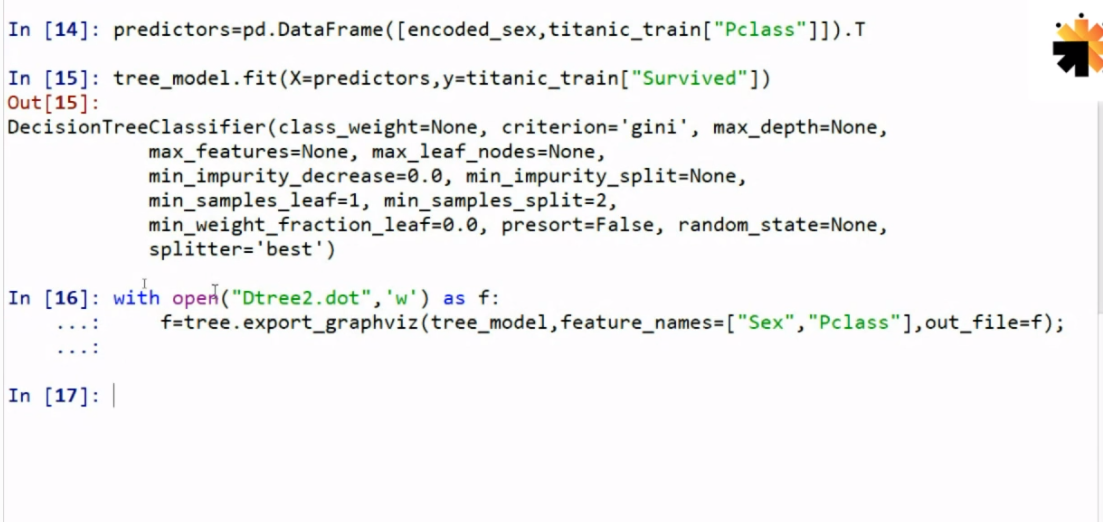 In [14]: predictors=pd.DataFrame([encoded_sex,titanic_train["Pclass"]]).T
In [15]: tree_model.fit(X=predictors,y=titanic_train["Survived"])
Out[15]:
DecisionTreeClassifier(class_weight=None, criterion='gini', max_depth=None,
            max_features=None, max_leaf_nodes=None,
            min_impurity_decrease=0.0, min_impurity_split=None,
            min_samples_leaf=1, min_samples_split=2,
            min_weight_fraction_leaf=0.0, presort=False, random_state=None,
            splitter='best')
In [16]: with open("Dtree2.dot",'w') as f:
    ...:     f=tree.export_graphviz(tree_model,feature_names=["Sex","Pclass"],out_file=f);
    ...:
In [17]: